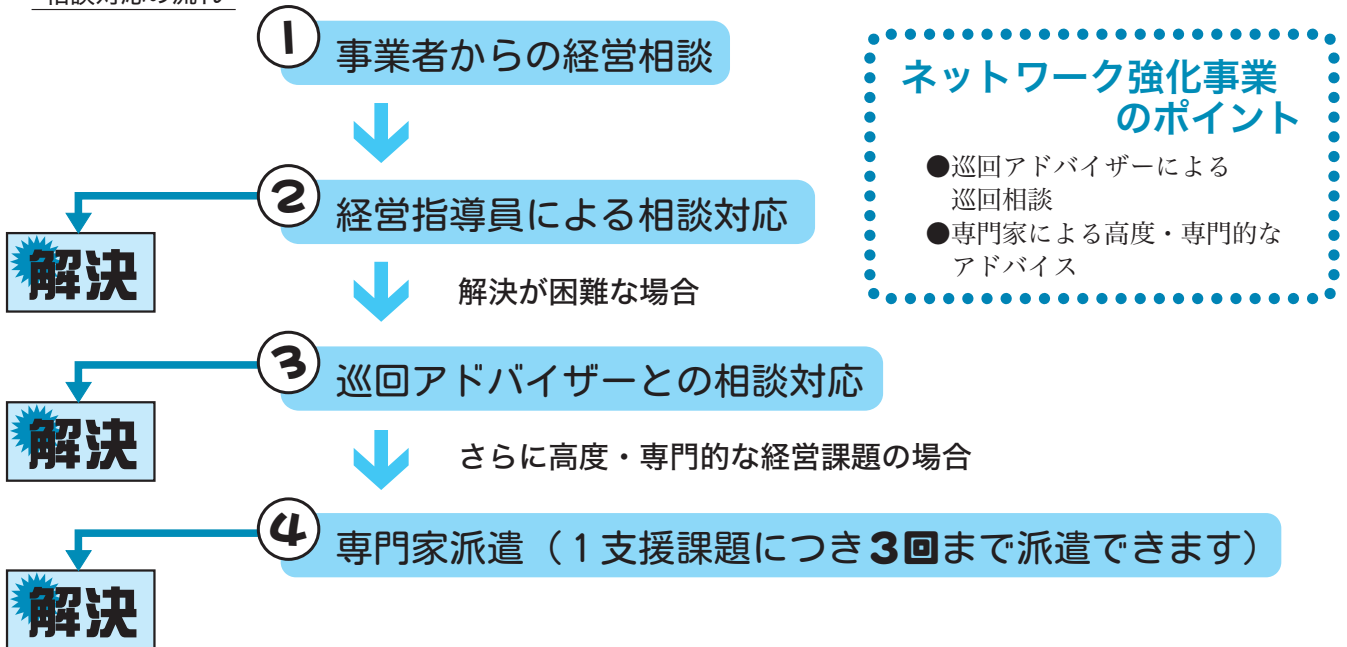 相談対応の流れ
① 事業者からの経営相談
② 経営指導員による相談対応
解決
解決が困難な場合
③ 巡回アドバイザーとの相談対応
解決
さらに高度・専門的な経営課題の場合
④ 専門家派遣（1支援課題につき3回まで派遣できます）
解決
ネットワーク強化事業
のポイント
●巡回アドバイザーによる
巡回相談
●専門家による高度・専門的な
アドバイス